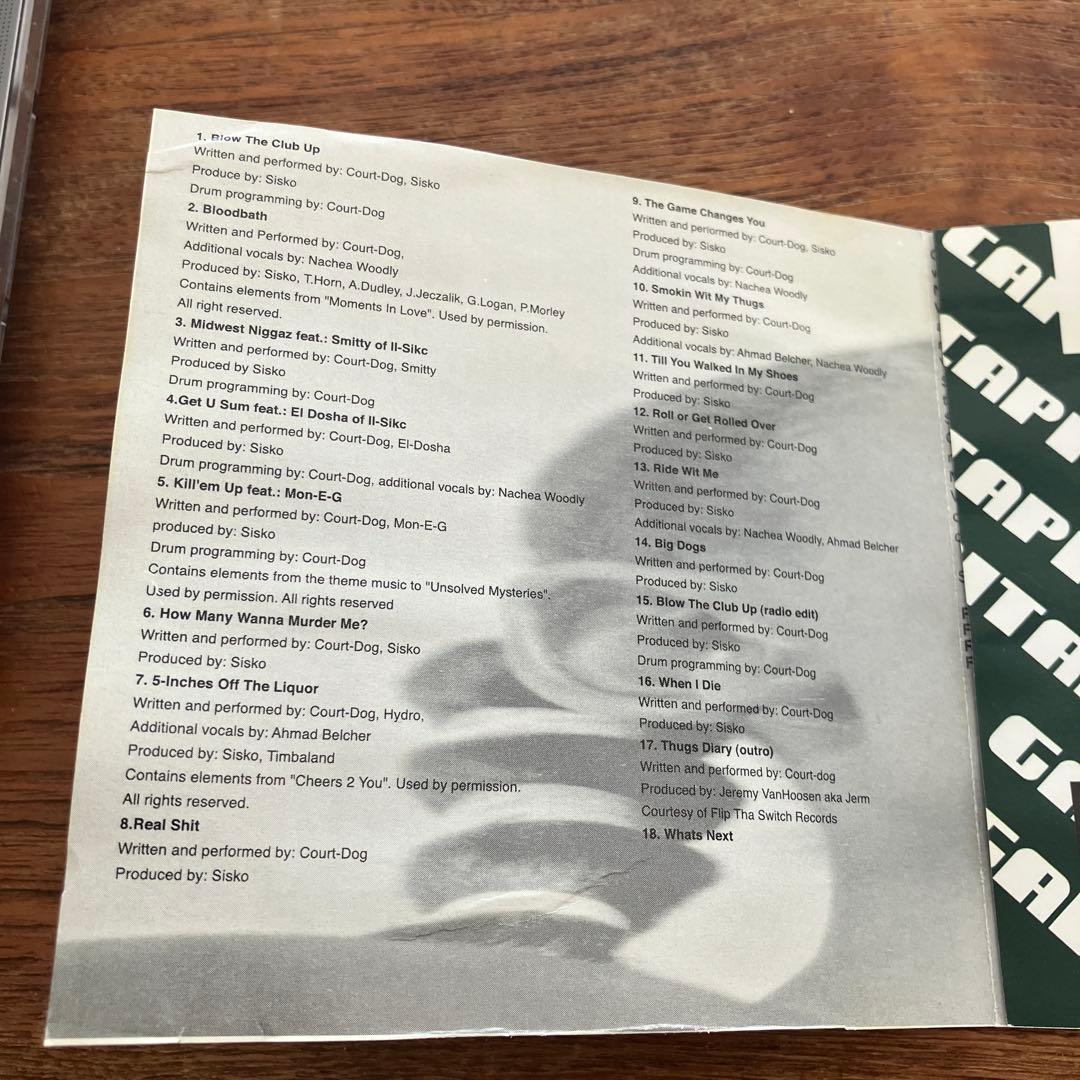 1. Blow The Club Up
Written and performed by: Court-Dog, Sisko
Produce by: Sisko
Drum programming by: Court-Dog
2. Bloodbath
Written and Performed by: Court-Dog,
Additional vocals by: Nachea Woodly
Produced by: Sisko, T.Horn, A.Dudley, J.Jeczalik, G.Logan, P.Morley
Contains elements from "Moments In Love". Used by permission.
All right reserved.
3. Midwest Niggaz feat.: Smitty of Il-Sikc
Written and performed by: Court-Dog, Smitty
Produced by Sisko
Drum programming by: Court-Dog
4.Get U Sum feat.: El Dosha of Il-Sikc
Written and performed by: Court-Dog, El-Dosha
Produced by: Sisko
Drum programming by: Court-Dog, additional vocals by: Nachea Woodly
5. Kill'em Up feat.: Mon-E-G
Written and performed by: Court-Dog, Mon-E-G
produced by: Sisko
Drum programming by: Court-Dog
Contains elements from the theme music to "Unsolved Mysteries".
Used by permission. All rights reserved
6. How Many Wanna Murder Me?
Written and performed by: Court-Dog, Sisko
Produced by: Sisko
7. 5-Inches Off The Liquor
Written and performed by: Court-Dog, Hydro,
Additional vocals by: Ahmad Belcher
Produced by: Sisko, Timbaland
Contains elements from "Cheers 2 You". Used by permission.
All rights reserved.
8.Real Shit
Written and performed by: Court-Dog
Produced by: Sisko
9. The Game Changes You
Written and performed by: Court-Dog, Sisko
Produced by: Sisko
Drum programming by: Court-Dog
Additional vocals by: Nachea Woodly
10. Smokin Wit My Thugs
Written and performed by: Court-Dog
Produced by: Sisko
Additional vocals by: Ahmad Belcher, Nachea Woodly
11. Till You Walked In My Shoes
Written and performed by: Court-Dog
Produced by: Sisko
12. Roll or Get Rolled Over
Written and performed by: Court-Dog
Produced by: Sisko
13. Ride Wit Me
Written and performed by: Court-Dog
Produced by: Sisko
Additional vocals by: Nachea Woodly, Ahmad Belcher
14. Big Dogs
Written and performed by: Court-Dog
Produced by: Sisko
15. Blow The Club Up (radio edit)
Written and performed by: Court-Dog
Produced by: Sisko
Drum programming by: Court-Dog
16. When I Die
Written and performed by: Court-Dog
Produced by: Sisko
17. Thugs Diary (outro)
Written and performed by: Court-dog
Produced by: Jeremy VanHoosen aka Jerm
Courtesy of Flip Tha Switch Records
18. Whats Next